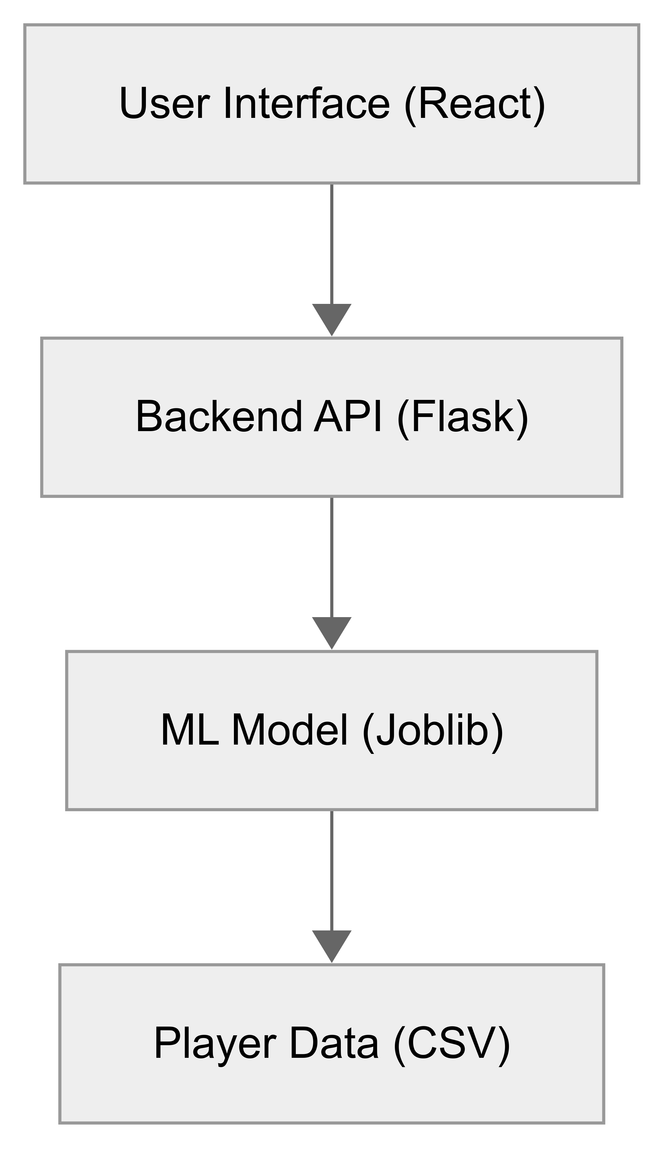 User Interface (React)
Backend API (Flask)
ML Model (Joblib)
Player Data (CSV)